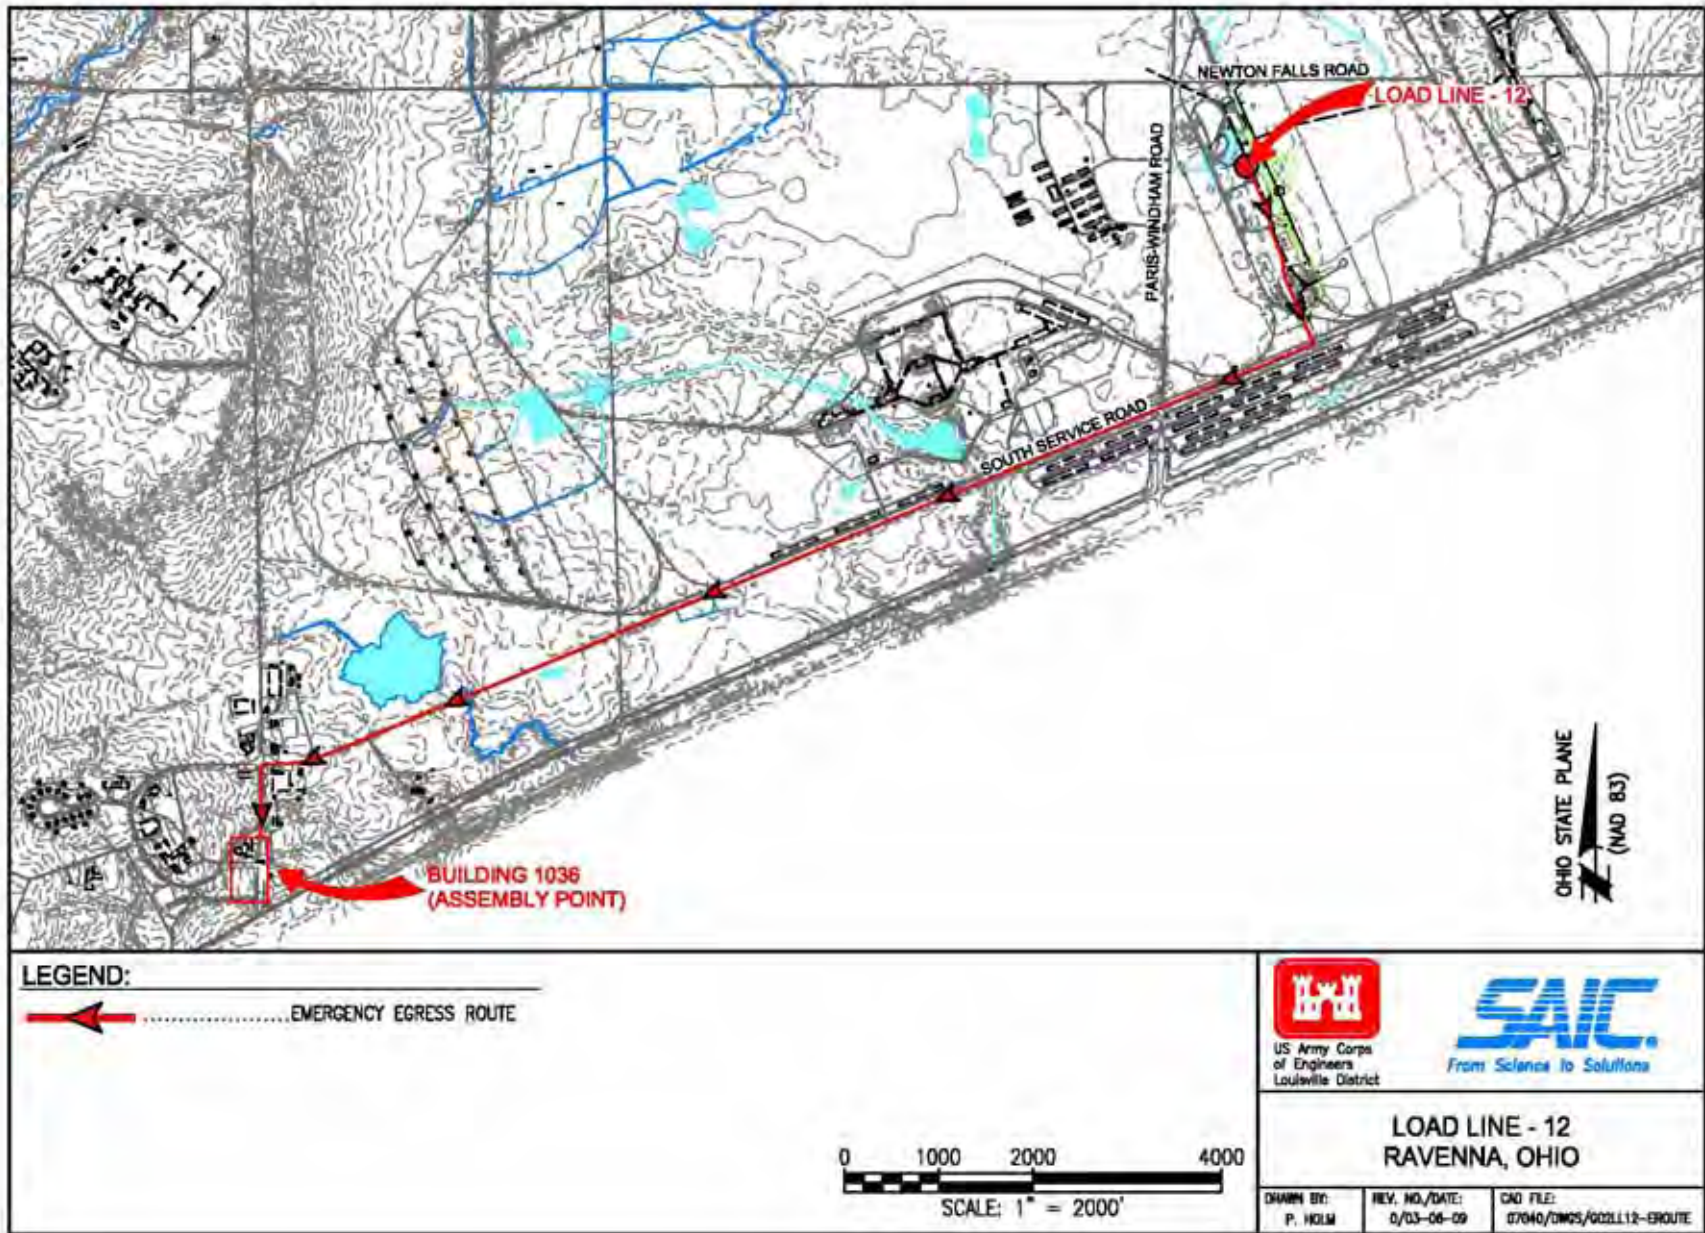 NEWTON FALLS ROAD
LOAD LINE - 12
PARIS-WINDHAM ROAD
SOUTH SERVICE ROAD
OHIO STATE PLANE
(NAD 83)
BUILDING 1036
(ASSEMBLY POINT)
LEGEND:
EMERGENCY EGRESS ROUTE
US Army Corps
of Engineers
Louisville District
SAIC.
From Science to Solutions
0 1000 2000 4000
SCALE: 1" = 2000'
LOAD LINE - 12
RAVENNA, OHIO
DRAWN BY:
P. HOLM
REV. NO./DATE:
0/03-06-09
CAD FILE:
07040/DWGS/G02LL12-EROUTE